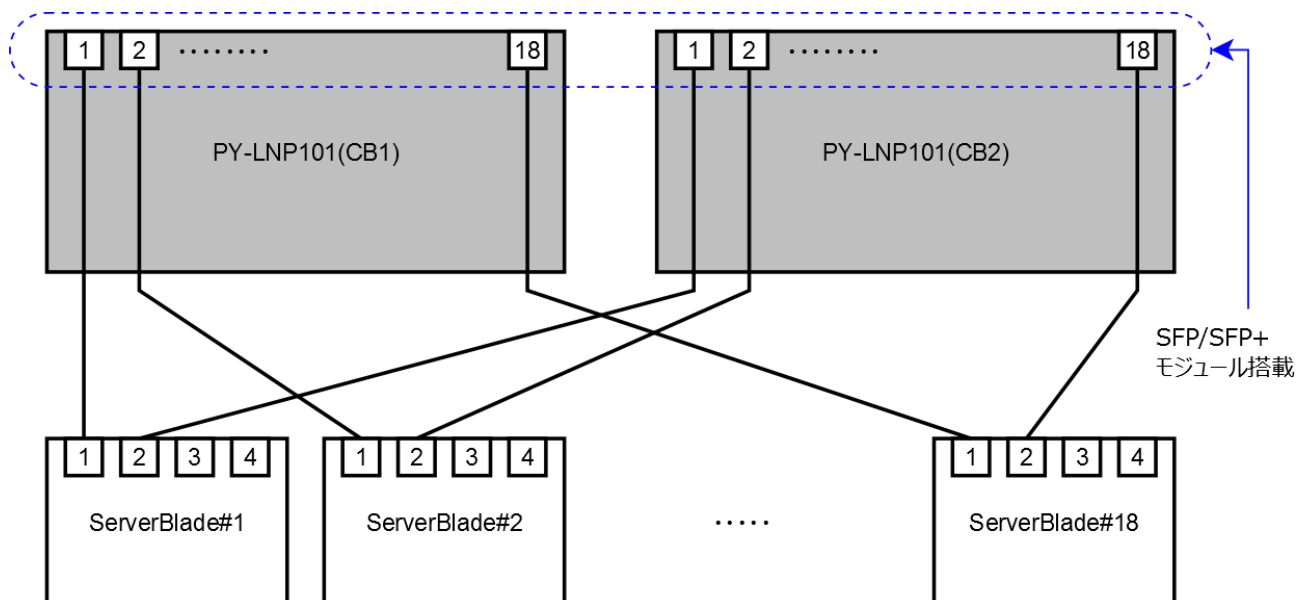 1 2 ········ 18 1 2 ········ 18
PY-LNP101(CB1) PY-LNP101(CB2)
SFP/SFP+
モジュール搭載
1 2 3 4 1 2 3 4 1 2 3 4
ServerBlade#1 ServerBlade#2 ····· ServerBlade#18